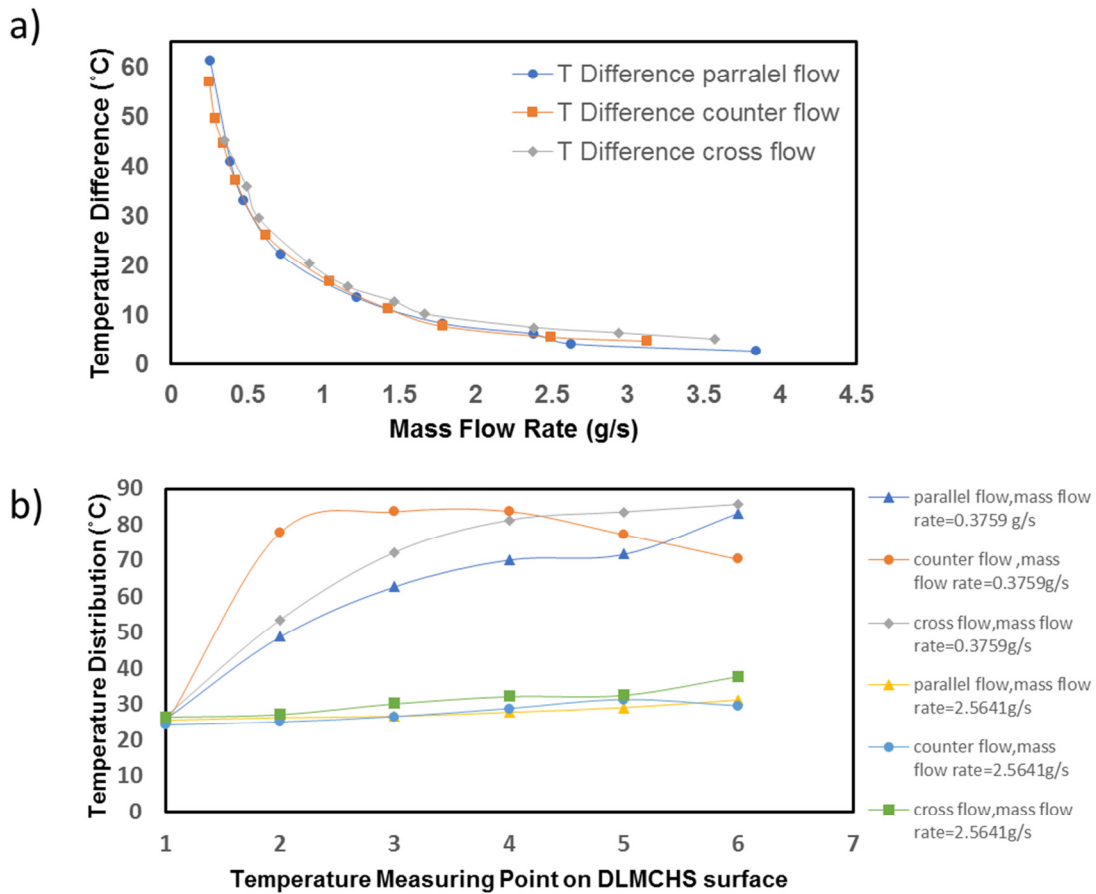 a)
Temperature Difference (˚C)
60
50
40
30
20
10
0
T Difference parralel flow
T Difference counter flow
T Difference cross flow
0 0.5 1 1.5 2 2.5 3 3.5 4 4.5
Mass Flow Rate (g/s)
b)
Temperature Distribution (˚C)
90
80
70
60
50
40
30
20
10
0
1 2 3 4 5 6 7
Temperature Measuring Point on DLMCHS surface
parallel flow,mass flow
rate=0.3759 g/s
counter flow ,mass
flow rate=0.3759g/s
cross flow,mass flow
rate=0.3759g/s
parallel flow,mass flow
rate=2.5641g/s
counter flow,mass
flow rate=2.5641g/s
cross flow,mass flow
rate=2.5641g/s